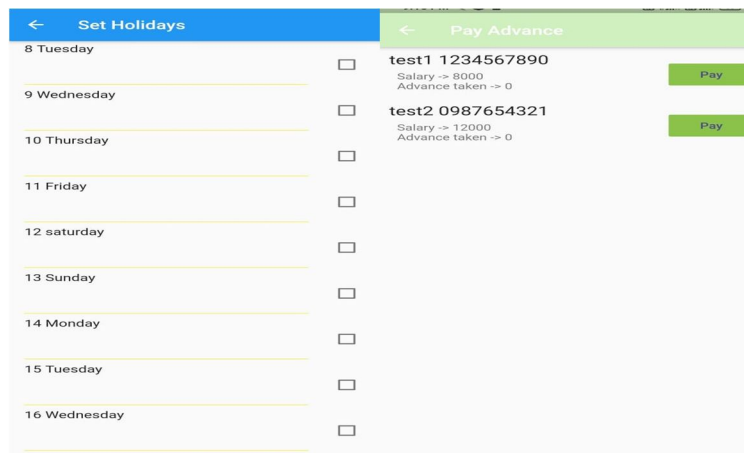 Set Holidays
8 Tuesday
9 Wednesday
10 Thursday
11 Friday
12 saturday
13 Sunday
14 Monday
15 Tuesday
16 Wednesday
Pay Advance
test1 1234567890
Salary -> 8000
Advance taken -> 0
Pay
test2 0987654321
Salary -> 12000
Advance taken -> 0
Pay